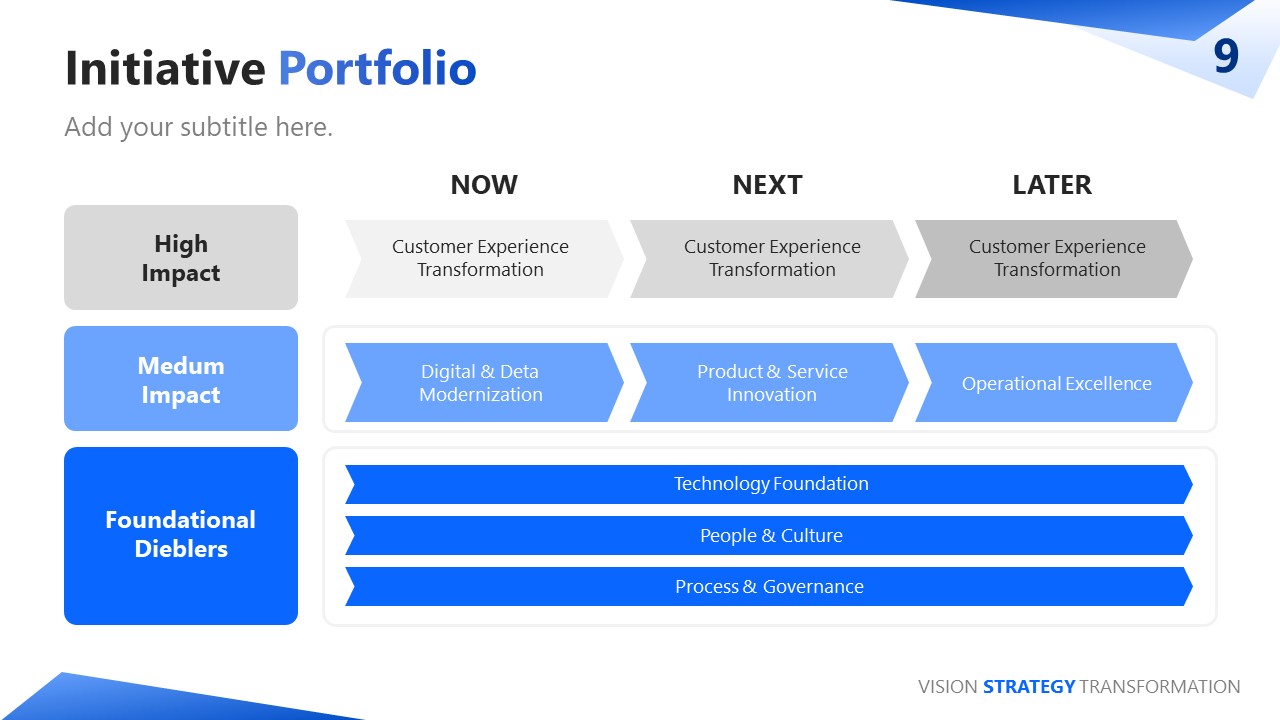 Initiative Portfolio
9
Add your subtitle here.
NOW
NEXT
LATER
High
Impact
Customer Experience
Transformation
Customer Experience
Transformation
Customer Experience
Transformation
Medum
Impact
Digital & Deta
Modernization
Product & Service
Innovation
Operational Excellence
Foundational
Dieblers
Technology Foundation
People & Culture
Process & Governance
VISION STRATEGY TRANSFORMATION